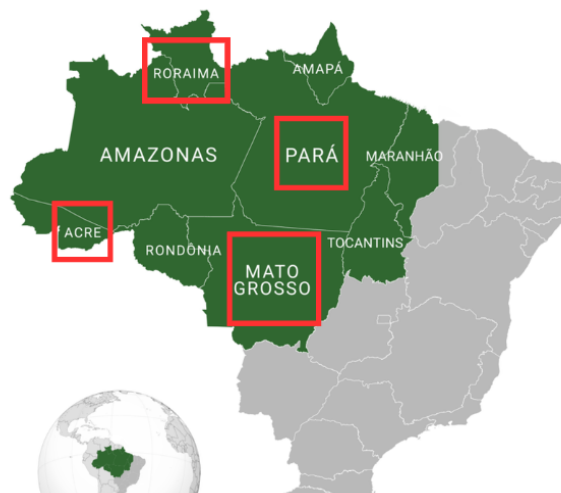 RORAIMA
AMAPÁ
AMAZONAS
PARÁ
MARANHÃO
ACRE
RONDÔNIA
TOCANTINS
MATO
GROSSO